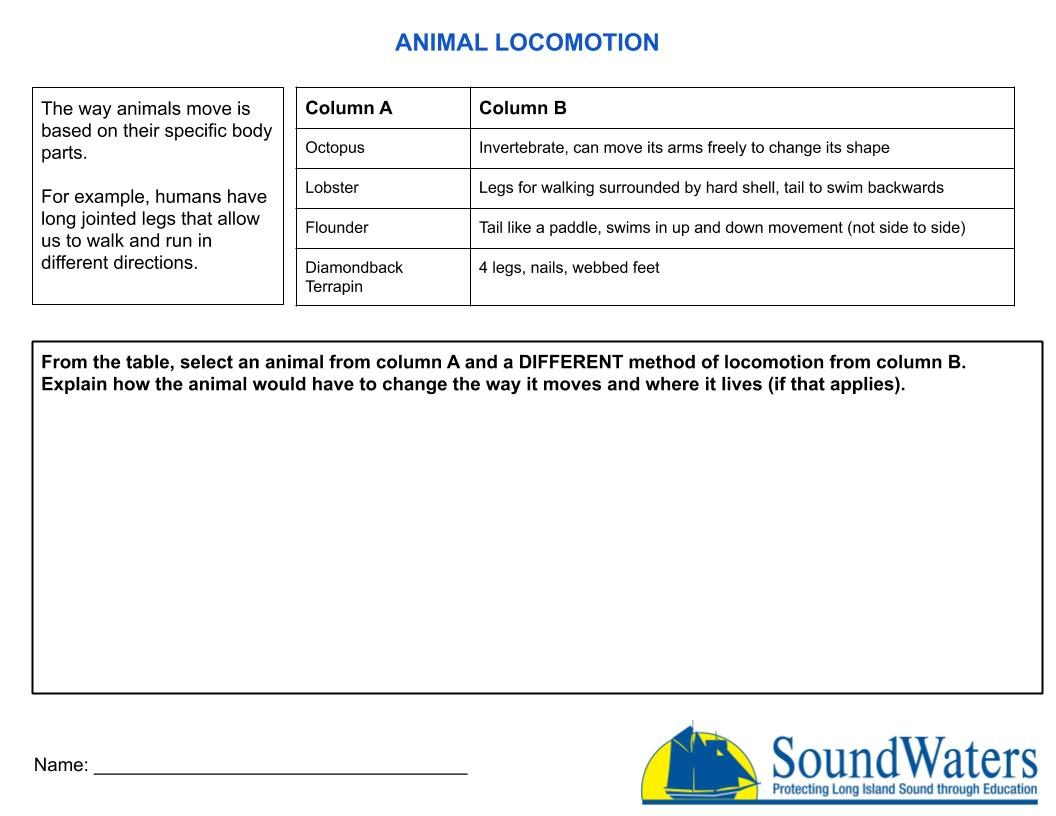 ANIMAL LOCOMOTION
The way animals move is
based on their specific body
parts.
For example, humans have
long jointed legs that allow
us to walk and run in
different directions.
Column A
Column B
Octopus
Invertebrate, can move its arms freely to change its shape
Lobster
Legs for walking surrounded by hard shell, tail to swim backwards
Flounder
Tail like a paddle, swims in up and down movement (not side to side)
Diamondback
Terrapin
4 legs, nails, webbed feet
From the table, select an animal from column A and a DIFFERENT method of locomotion from column B.
Explain how the animal would have to change the way it moves and where it lives (if that applies).
Name: ____________________________________
SoundWaters
Protecting Long Island Sound through Education